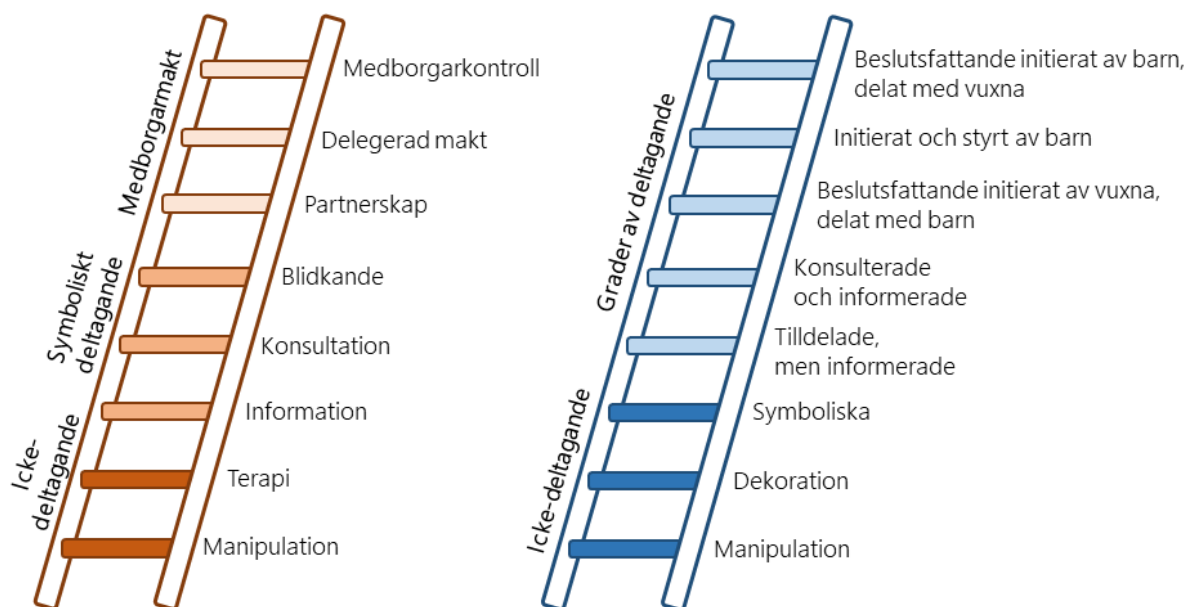 Medborgarmakt
Symboliskt
deltagande
Icke-
deltagande
Medborgarkontroll
Delegerad makt
Partnerskap
Blidkande
Konsultation
Information
Terapi
Manipulation
Grader av deltagande
Icke-deltagande
Beslutsfattande initierat av barn,
delat med vuxna
Initierat och styrt av barn
Beslutsfattande initierat av vuxna,
delat med barn
Konsulterade
och informerade
Tilldelade,
men informerade
Symboliska
Dekoration
Manipulation